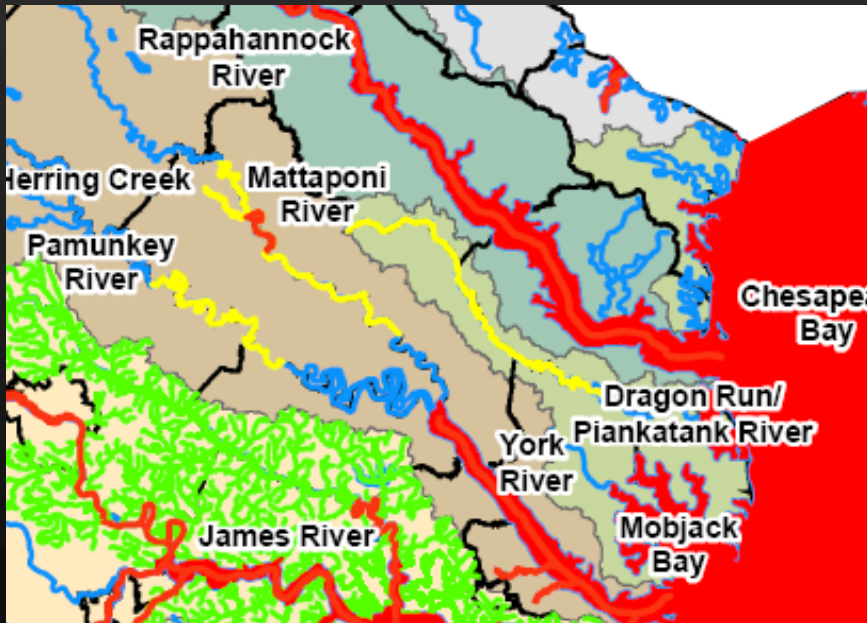 Rappahannock
River
Herring Creek
Mattaponi
River
Pamunkey
River
Chesapea
Bay
Dragon Run/
Piankatank River
York
River
Mobjack
Bay
James River